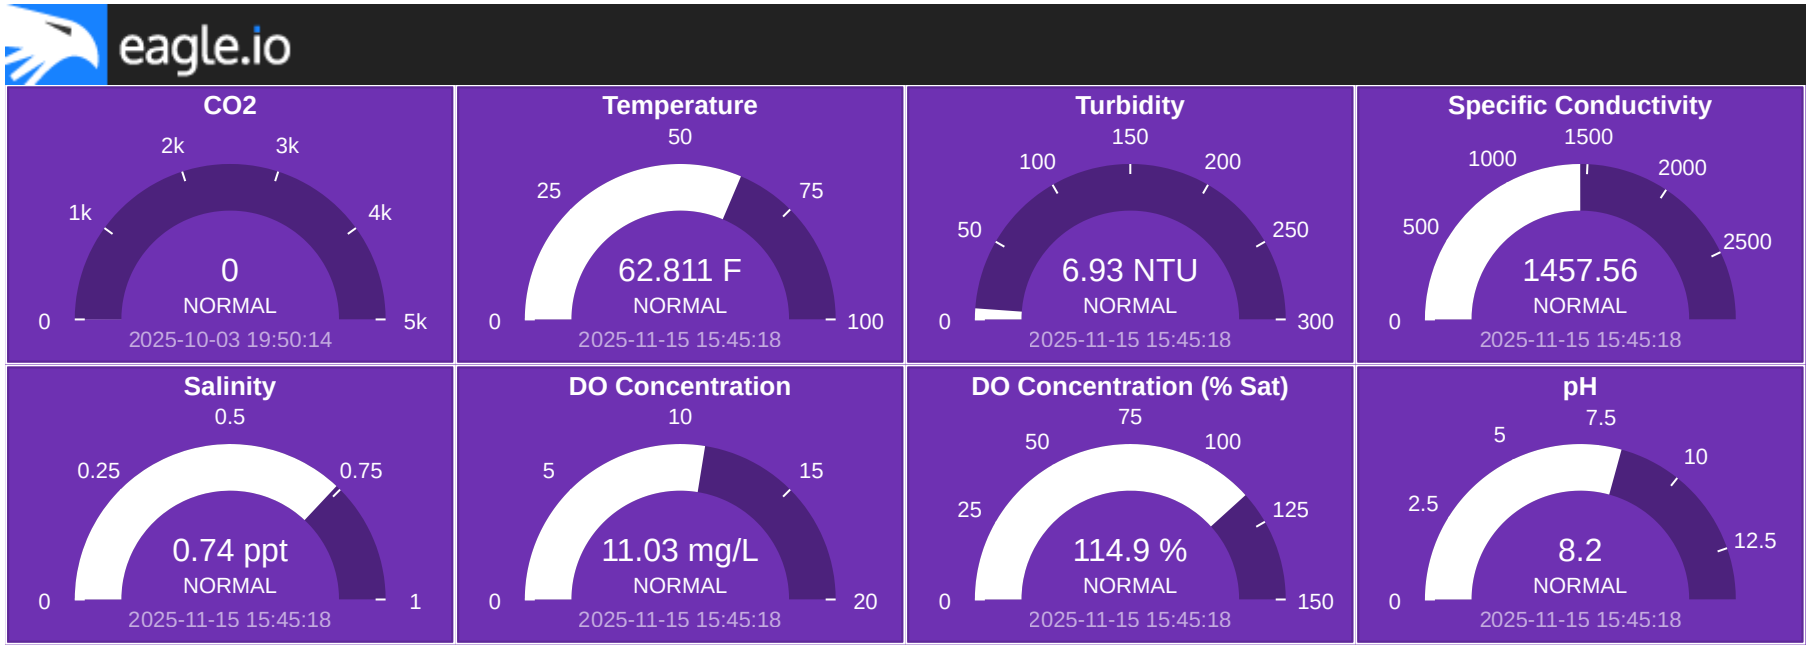 eagle.io
CO2
0
1k
2k
3k
4k
5k
0
NORMAL
2025-10-03 19:50:14
Temperature
0
25
50
75
100
62.811 F
NORMAL
2025-11-15 15:45:18
Turbidity
0
50
100
150
200
250
300
6.93 NTU
NORMAL
2025-11-15 15:45:18
Specific Conductivity
0
500
1000
1500
2000
2500
1457.56
NORMAL
2025-11-15 15:45:18
Salinity
0
0.25
0.5
0.75
1
0.74 ppt
NORMAL
2025-11-15 15:45:18
DO Concentration
0
5
10
15
20
11.03 mg/L
NORMAL
2025-11-15 15:45:18
DO Concentration (% Sat)
0
25
50
75
100
125
150
114.9 %
NORMAL
2025-11-15 15:45:18
pH
0
2.5
5
7.5
10
12.5
8.2
NORMAL
2025-11-15 15:45:18